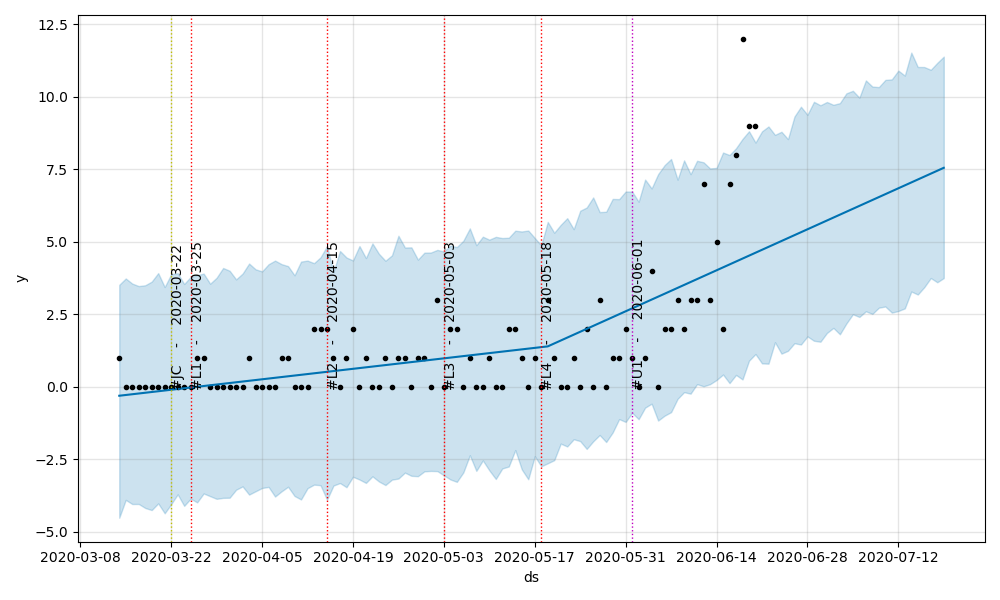 12.5
10.0
7.5
5.0
2.5
0.0
−2.5
−5.0
y
#JC - 2020-03-22
#L1 - 2020-03-25
#L2 - 2020-04-15
#L3 - 2020-05-03
#L4 - 2020-05-18
#U1 - 2020-06-01
2020-03-08
2020-03-22
2020-04-05
2020-04-19
2020-05-03
2020-05-17
2020-05-31
2020-06-14
2020-06-28
2020-07-12
ds